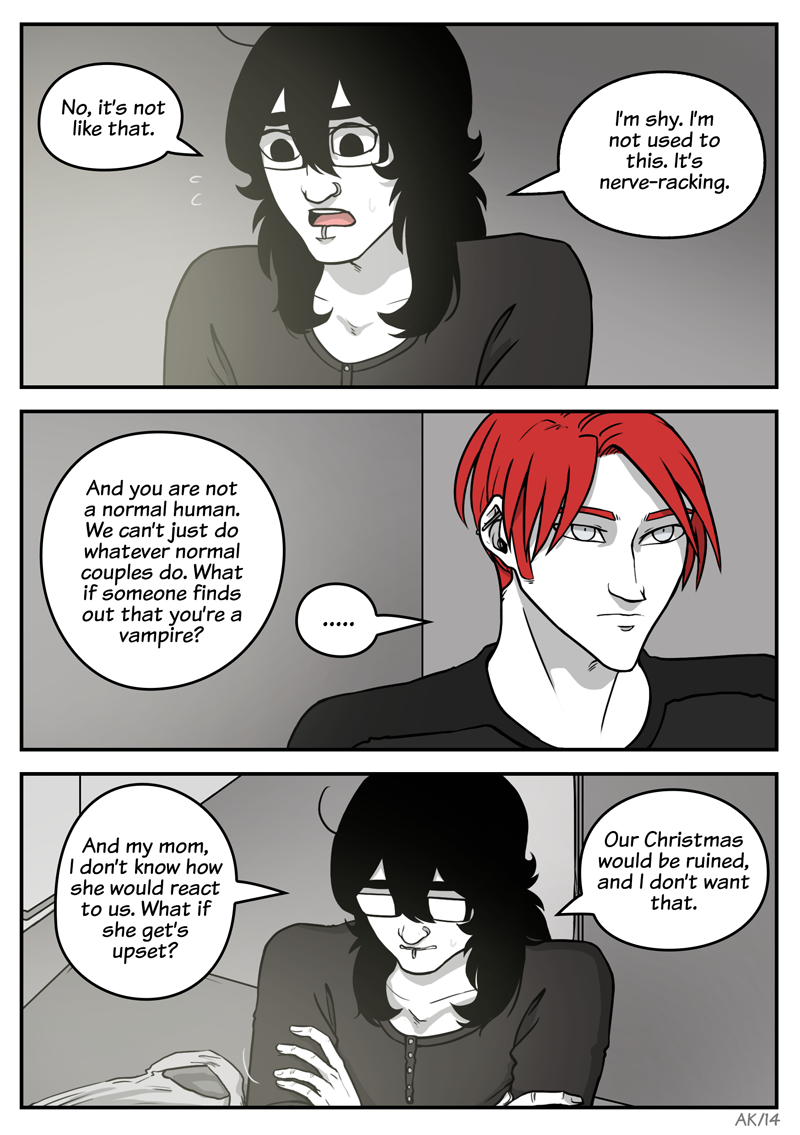 No, it's not
like that.
I'm shy. I'm
not used to
this. It's
nerve-racking.
And you are not
a normal human.
We can't just do
whatever normal
couples do. What
if someone finds
out that you're a
vampire?
.....
And my mom,
I don't know how
she would react
to us. What if
she get's
upset?
Our Christmas
would be ruined,
and I don't want
that.
AK/14